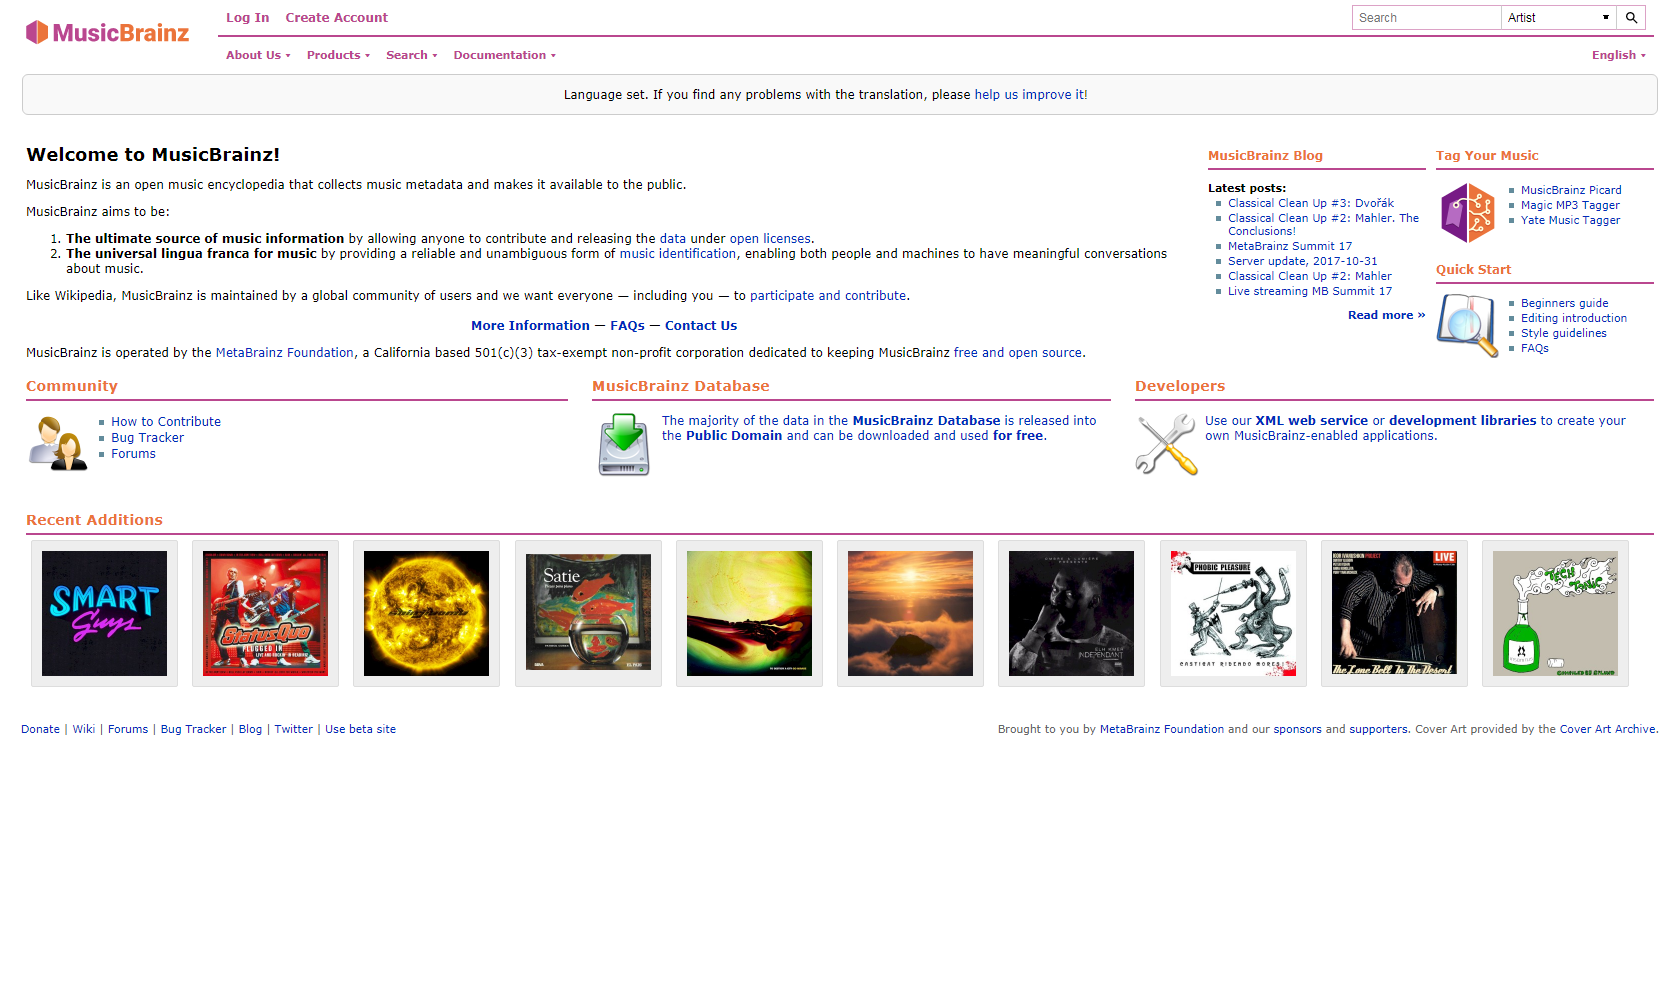 MusicBrainz
Log In Create Account
Search Artist
About Us Products Search Documentation English
Language set. If you find any problems with the translation, please help us improve it!
Welcome to MusicBrainz!
MusicBrainz is an open music encyclopedia that collects music metadata and makes it available to the public.
MusicBrainz aims to be:
1. The ultimate source of music information by allowing anyone to contribute and releasing the data under open licenses.
2. The universal lingua franca for music by providing a reliable and unambiguous form of music identification, enabling both people and machines to have meaningful conversations
about music.
Like Wikipedia, MusicBrainz is maintained by a global community of users and we want everyone — including you — to participate and contribute.
More Information — FAQs — Contact Us
MusicBrainz is operated by the MetaBrainz Foundation, a California based 501(c)(3) tax-exempt non-profit corporation dedicated to keeping MusicBrainz free and open source.
MusicBrainz Blog
Latest posts:
Classical Clean Up #3: Dvořák
Classical Clean Up #2: Mahler. The
Conclusions!
MetaBrainz Summit 17
Server update, 2017-10-31
Classical Clean Up #2: Mahler
Live streaming MB Summit 17
Read more »
Tag Your Music
MusicBrainz Picard
Magic MP3 Tagger
Yate Music Tagger
Quick Start
Beginners guide
Editing introduction
Style guidelines
FAQs
Community
How to Contribute
Bug Tracker
Forums
MusicBrainz Database
The majority of the data in the MusicBrainz Database is released into
the Public Domain and can be downloaded and used for free.
Developers
Use our XML web service or development libraries to create your
own MusicBrainz-enabled applications.
Recent Additions
SMART
Guys
StatusQuo
PLUGGED IN
LIVE AND ROCKIN' IN READING!
Satie
PHOBIC PLEASURE
CASTIGAT RIDENDO MORES
INDEPENDANT
LIVE
The Lone Bell In The Desert
TECH
TONIC
Donate | Wiki | Forums | Bug Tracker | Blog | Twitter | Use beta site
Brought to you by MetaBrainz Foundation and our sponsors and supporters. Cover Art provided by the Cover Art Archive.